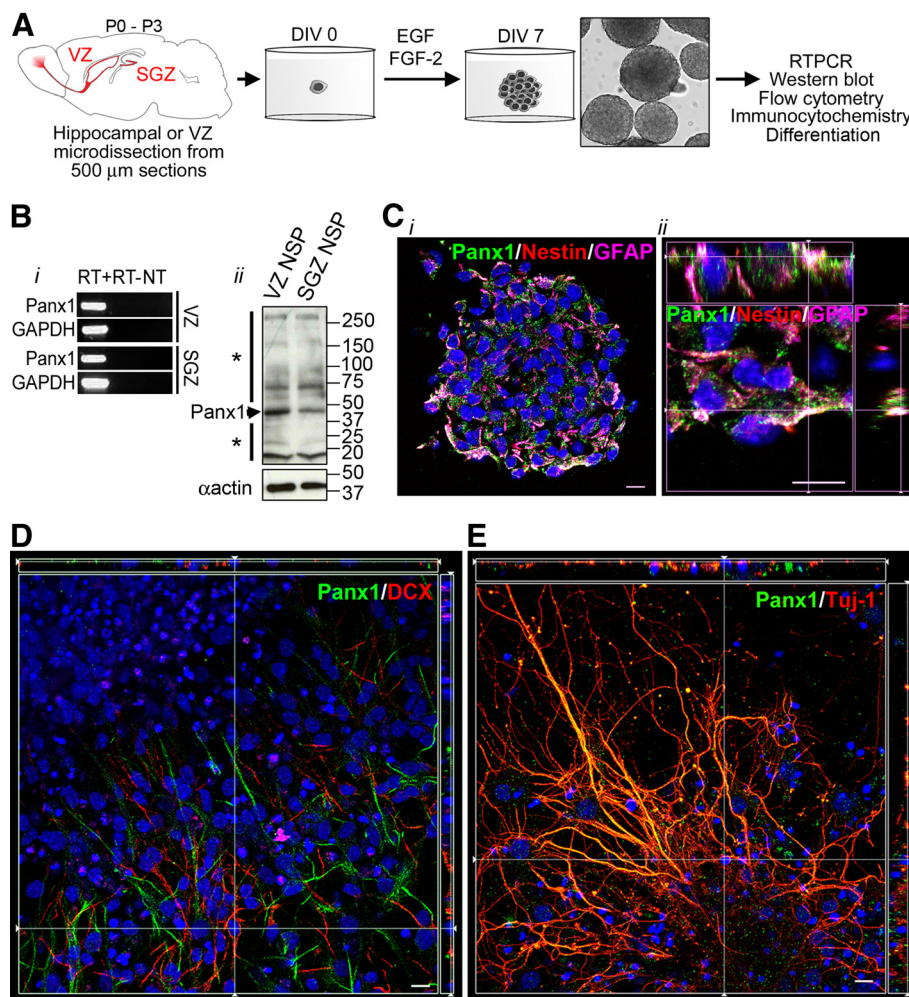 A
P0 - P3
VZ
SGZ
Hippocampal or VZ
microdissection from
500 µm sections
DIV 0
EGF
FGF-2
DIV 7
RTPCR
Western blot
Flow cytometry
Immunocytochemistry
Differentiation
B
i
RT+RT-NT
Panx1
GAPDH
VZ
Panx1
GAPDH
SGZ
ii
VZ NSP
SGZ NSP
250
150
100
75
50
37
25
20
*
Panx1
*
αactin
50
37
C
i
Panx1/Nestin/GFAP
ii
Panx1/Nestin/GFAP
D
Panx1/DCX
E
Panx1/Tuj-1